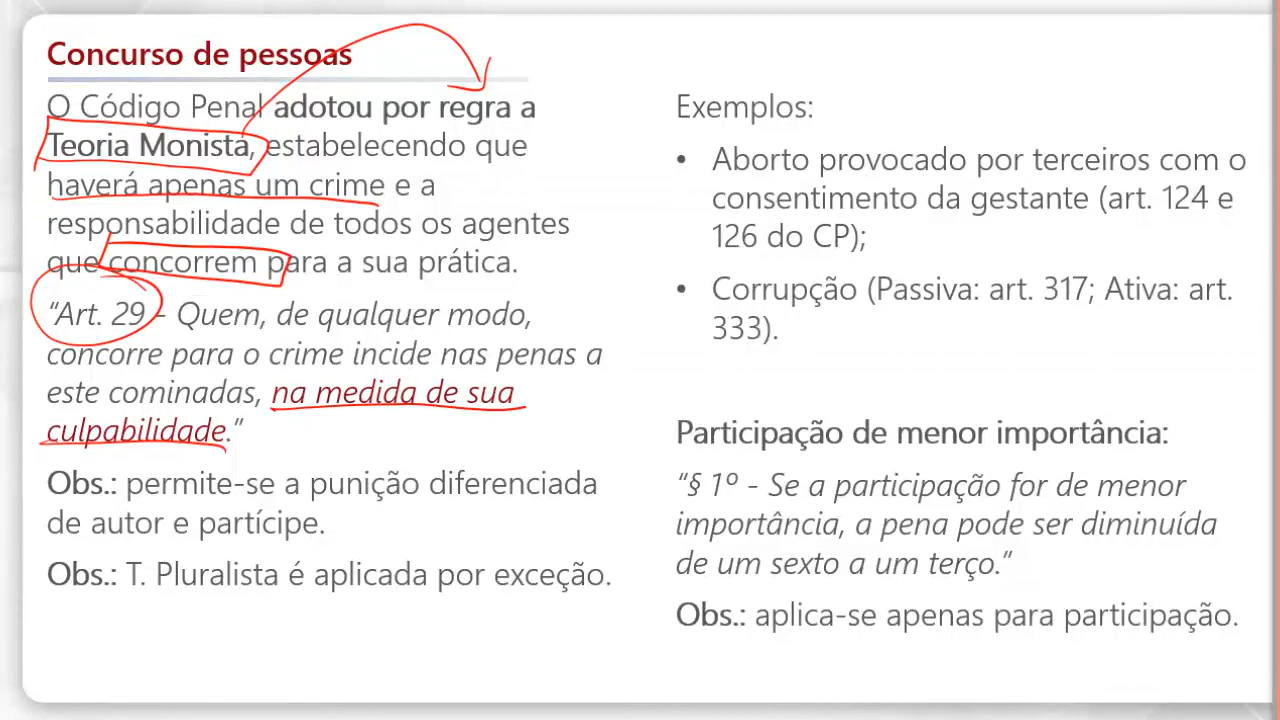 Concurso de pessoas
O Código Penal adotou por regra a
Teoria Monista, estabelecendo que
haverá apenas um crime e a
responsabilidade de todos os agentes
que concorrem para a sua prática.
“Art. 29 - Quem, de qualquer modo,
concorre para o crime incide nas penas a
este cominadas, na medida de sua
culpabilidade.”
Obs.: permite-se a punição diferenciada
de autor e partícipe.
Obs.: T. Pluralista é aplicada por exceção.
Exemplos:
• Aborto provocado por terceiros com o
consentimento da gestante (art. 124 e
126 do CP);
• Corrupção (Passiva: art. 317; Ativa: art.
333).
Participação de menor importância:
“§ 1º - Se a participação for de menor
importância, a pena pode ser diminuída
de um sexto a um terço.”
Obs.: aplica-se apenas para participação.